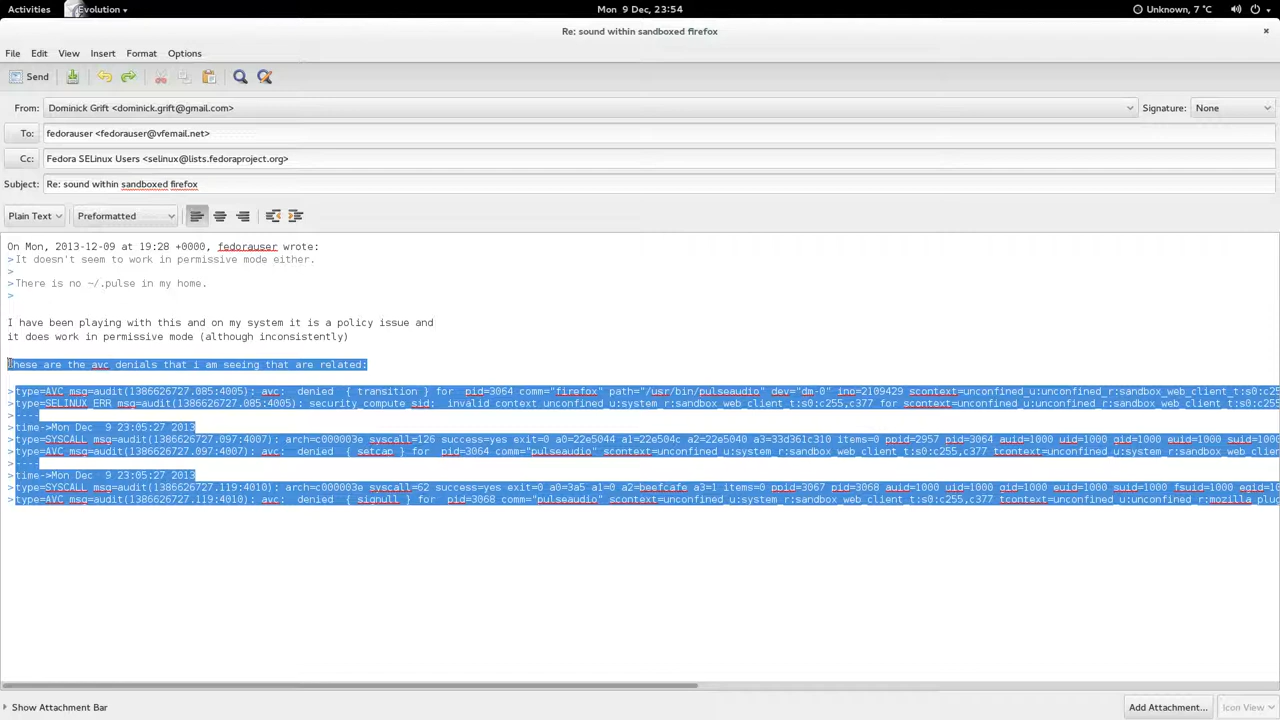 Activities Evolution Mon 9 Dec, 23:54 Unknown, 7 °C
Re: sound within sandboxed firefox
File Edit View Insert Format Options
Send
From: Dominick Grift <dominick.grift@gmail.com> Signature: None
To: fedorauser <fedorauser@vfemail.net>
Cc: Fedora SELinux Users <selinux@lists.fedoraproject.org>
Subject: Re: sound within sandboxed firefox
Plain Text Preformatted
On Mon, 2013-12-09 at 19:28 +0000, fedorauser wrote:
>It doesn't seem to work in permissive mode either.
>
>There is no ~/.pulse in my home.
>
I have been playing with this and on my system it is a policy issue and
it does work in permissive mode (although inconsistently)
These are the avc denials that i am seeing that are related:
>type=AVC msg=audit(1386626727.085:4005): avc:  denied  { transition } for  pid=3064 comm="firefox" path="/usr/bin/pulseaudio" dev="dm-0" ino=2109429 scontext=unconfined_u:unconfined_r:sandbox_web_client_t:s0:c25
>type=SELINUX_ERR msg=audit(1386626727.085:4005): security_compute_sid:  invalid context unconfined_u:system_r:sandbox_web_client_t:s0:c255,c377 for scontext=unconfined_u:unconfined_r:sandbox_web_client_t:s0:c255
>----
>time->Mon Dec  9 23:05:27 2013
>type=SYSCALL msg=audit(1386626727.097:4007): arch=c000003e syscall=126 success=yes exit=0 a0=22e5044 a1=22e504c a2=22e5040 a3=33d361c310 items=0 ppid=2957 pid=3064 auid=1000 uid=1000 gid=1000 euid=1000 suid=1000
>type=AVC msg=audit(1386626727.097:4007): avc:  denied  { setcap } for  pid=3064 comm="pulseaudio" scontext=unconfined_u:system_r:sandbox_web_client_t:s0:c255,c377 tcontext=unconfined_u:system_r:sandbox_web_clien
>----
>time->Mon Dec  9 23:05:27 2013
>type=SYSCALL msg=audit(1386626727.119:4010): arch=c000003e syscall=62 success=yes exit=0 a0=3a5 a1=0 a2=beefcafe a3=1 items=0 ppid=3067 pid=3068 auid=1000 uid=1000 gid=1000 euid=1000 suid=1000 fsuid=1000 egid=10
>type=AVC msg=audit(1386626727.119:4010): avc:  denied  { signull } for  pid=3068 comm="pulseaudio" scontext=unconfined_u:system_r:sandbox_web_client_t:s0:c255,c377 tcontext=unconfined_u:unconfined_r:mozilla_plug
Show Attachment Bar Add Attachment... Icon View